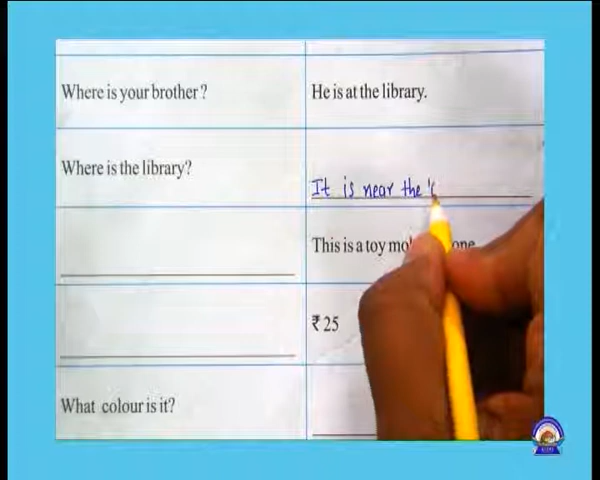 Where is your brother ?
He is at the library.
Where is the library?
It is near the
This is a toy
₹ 25
What colour is it?